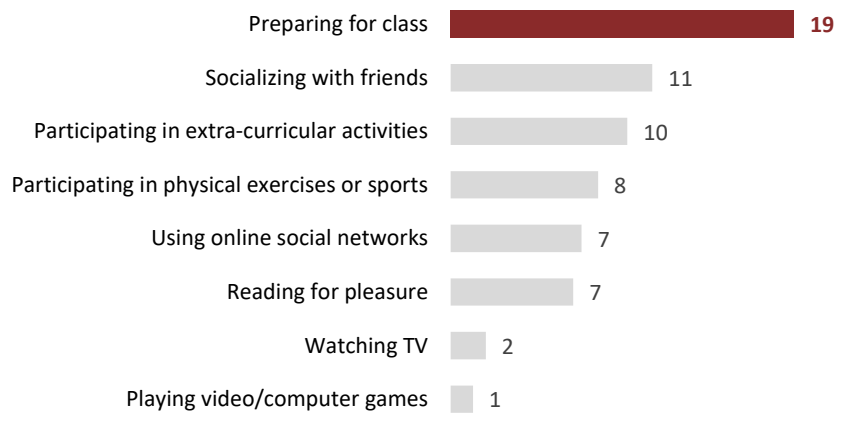 Preparing for class 19
Socializing with friends 11
Participating in extra-curricular activities 10
Participating in physical exercises or sports 8
Using online social networks 7
Reading for pleasure 7
Watching TV 2
Playing video/computer games 1